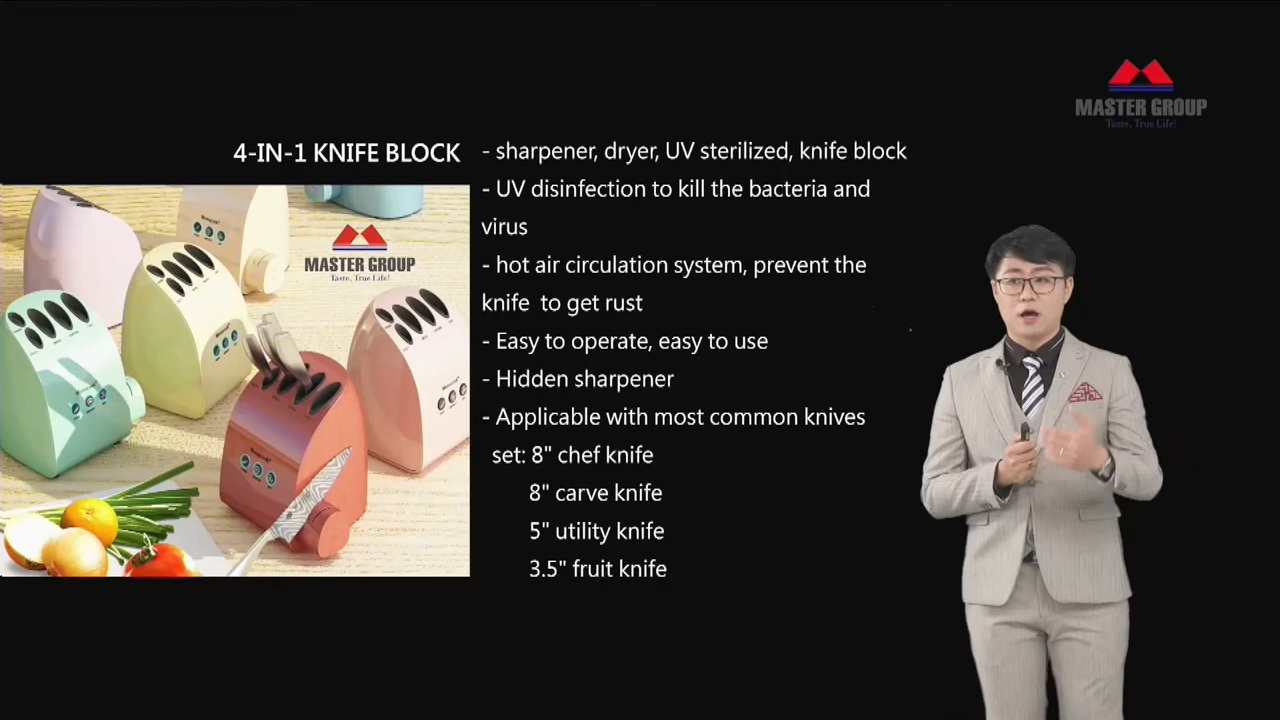 MASTER GROUP
Taste, True Life!
4-IN-1 KNIFE BLOCK
- sharpener, dryer, UV sterilized, knife block
- UV disinfection to kill the bacteria and
virus
- hot air circulation system, prevent the
knife to get rust
- Easy to operate, easy to use
- Hidden sharpener
- Applicable with most common knives
set: 8" chef knife
8" carve knife
5" utility knife
3.5" fruit knife
MASTER GROUP
Taste, True Life!